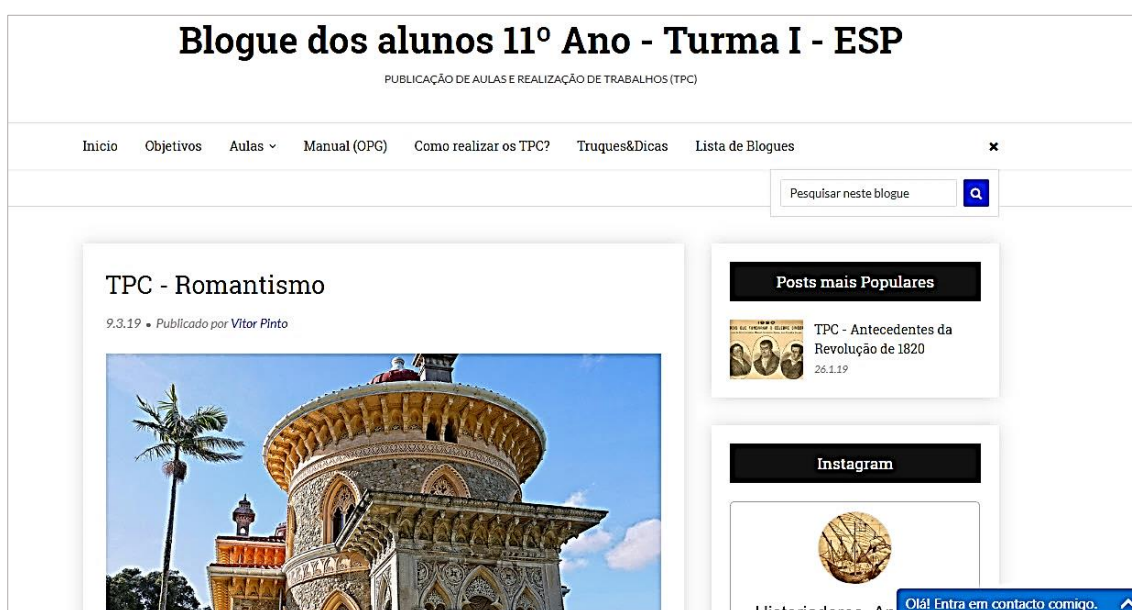 Blogue dos alunos 11º Ano - Turma I - ESP
PUBLICAÇÃO DE AULAS E REALIZAÇÃO DE TRABALHOS (TPC)
Inicio Objetivos Aulas Manual (OPG) Como realizar os TPC? Truques&Dicas Lista de Blogues
Pesquisar neste blogue
TPC - Romantismo
9.3.19 • Publicado por Vitor Pinto
Posts mais Populares
TPC - Antecedentes da
Revolução de 1820
26.1.19
Instagram
Olá! Entra em contacto comigo.